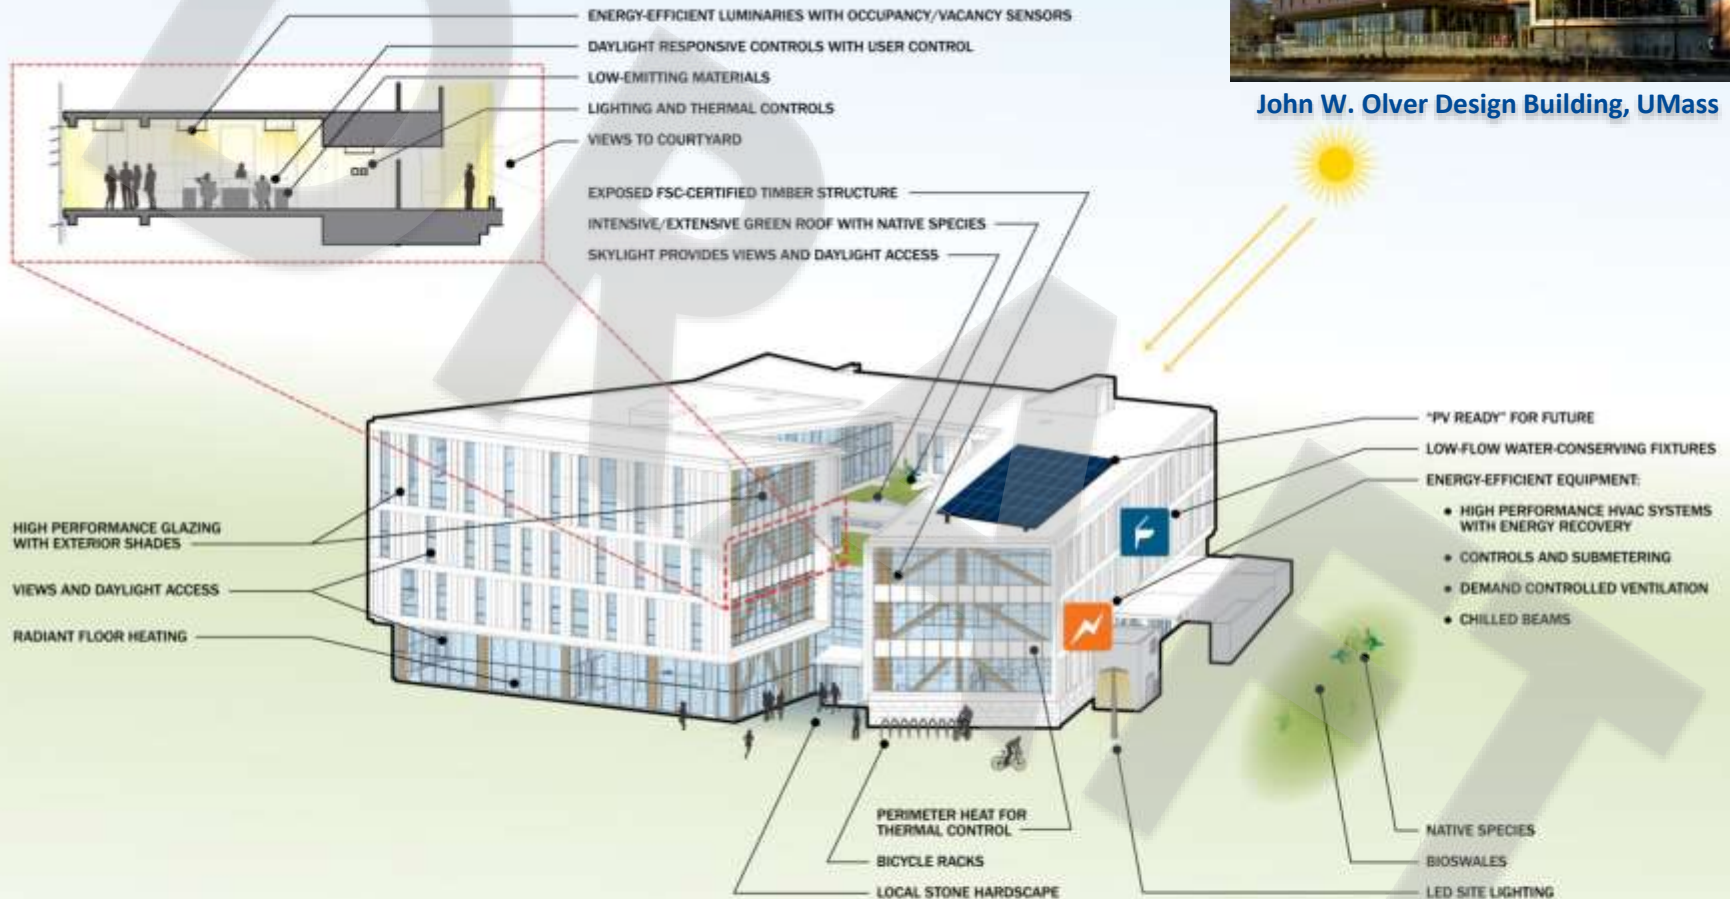 ENERGY-EFFICIENT LUMINARIES WITH OCCUPANCY/VACANCY SENSORS
DAYLIGHT RESPONSIVE CONTROLS WITH USER CONTROL
LOW-EMITTING MATERIALS
LIGHTING AND THERMAL CONTROLS
VIEWS TO COURTYARD
John W. Olver Design Building, UMass
EXPOSED FSC-CERTIFIED TIMBER STRUCTURE
INTENSIVE/EXTENSIVE GREEN ROOF WITH NATIVE SPECIES
SKYLIGHT PROVIDES VIEWS AND DAYLIGHT ACCESS
"PV READY" FOR FUTURE
LOW-FLOW WATER-CONSERVING FIXTURES
ENERGY-EFFICIENT EQUIPMENT:
• HIGH PERFORMANCE HVAC SYSTEMS
WITH ENERGY RECOVERY
• CONTROLS AND SUBMETERING
• DEMAND CONTROLLED VENTILATION
• CHILLED BEAMS
HIGH PERFORMANCE GLAZING
WITH EXTERIOR SHADES
VIEWS AND DAYLIGHT ACCESS
RADIANT FLOOR HEATING
PERIMETER HEAT FOR
THERMAL CONTROL
BICYCLE RACKS
LOCAL STONE HARDSCAPE
NATIVE SPECIES
BIOSWALES
LED SITE LIGHTING
DRAFT